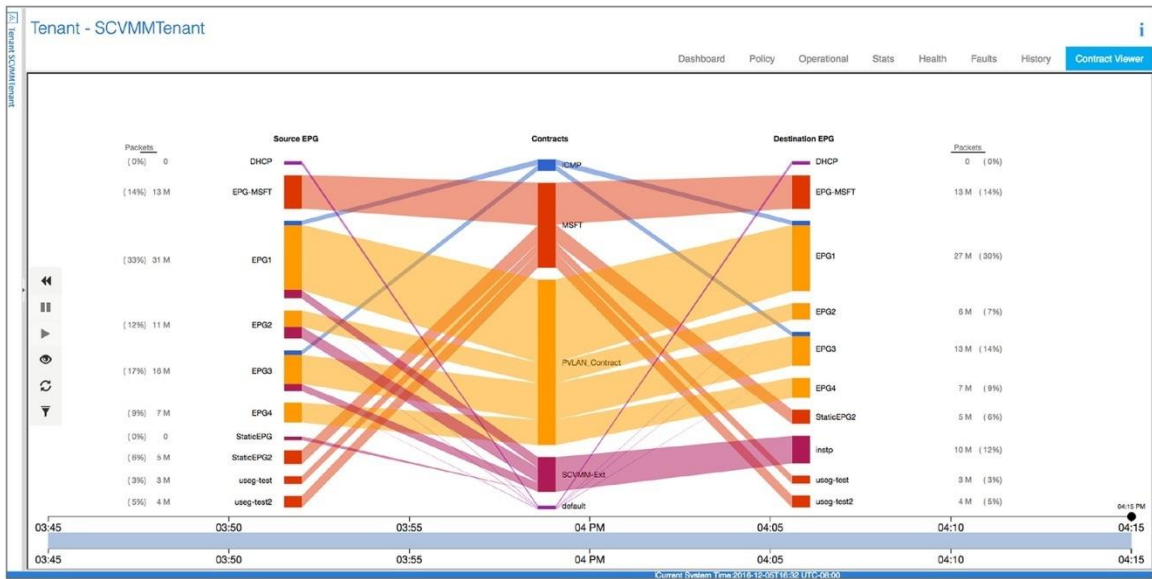 Tenant SCVMMTenant
Tenant - SCVMMTenant
i
Dashboard Policy Operational Stats Health Faults History Contract Viewer
Source EPG Contracts Destination EPG
Packets Packets
(0%) 0 DHCP ICMP DHCP 0 (0%)
(14%) 13 M EPG-MSFT EPG-MSFT 13 M (14%)
MSFT
(33%) 31 M EPG1 EPG1 27 M (30%)
EPG2 6 M (7%)
(12%) 11 M EPG2
EPG3 13 M (14%)
PVLAN_Contract
(17%) 16 M EPG3
EPG4 7 M (9%)
(9%) 7 M EPG4 StaticEPG2 5 M (6%)
(0%) 0 StaticEPG
instp 10 M (12%)
(6%) 5 M StaticEPG2
SCVMM-Ext
(3%) 3 M useg-test useg-test 3 M (3%)
(5%) 4 M useg-test2 useg-test2 4 M (5%)
default
04:15 PM
03:45 03:50 03:55 04 PM 04:05 04:10 04:15
03:45 03:50 03:55 04 PM 04:05 04:10 04:15
Current System Time:2016-12-05T16:32 UTC-08:00